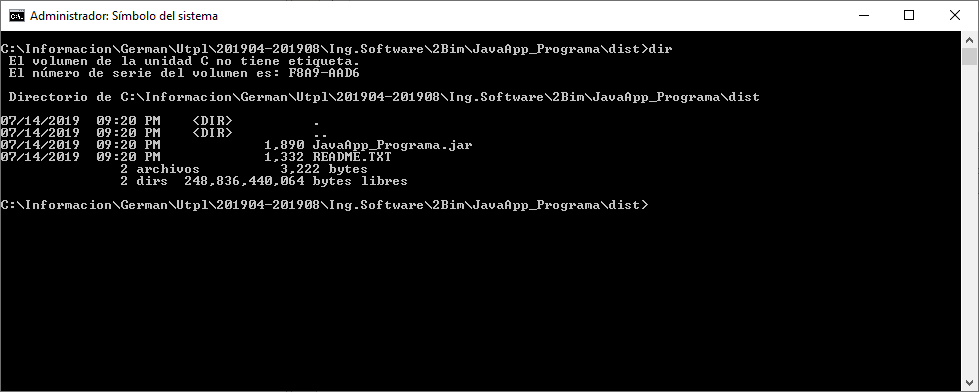 Administrador: Símbolo del sistema
C:\Informacion\German\Utpl\201904-201908\Ing.Software\2Bim\JavaApp_Programa\dist>dir
El volumen de la unidad C no tiene etiqueta.
El número de serie del volumen es: F8A9-AAD6
Directorio de C:\Informacion\German\Utpl\201904-201908\Ing.Software\2Bim\JavaApp_Programa\dist
07/14/2019  09:20 PM    <DIR>          .
07/14/2019  09:20 PM    <DIR>          ..
07/14/2019  09:20 PM             1,890 JavaApp_Programa.jar
07/14/2019  09:20 PM             1,332 README.TXT
2 archivos          3,222 bytes
2 dirs  248,836,440,064 bytes libres
C:\Informacion\German\Utpl\201904-201908\Ing.Software\2Bim\JavaApp_Programa\dist>